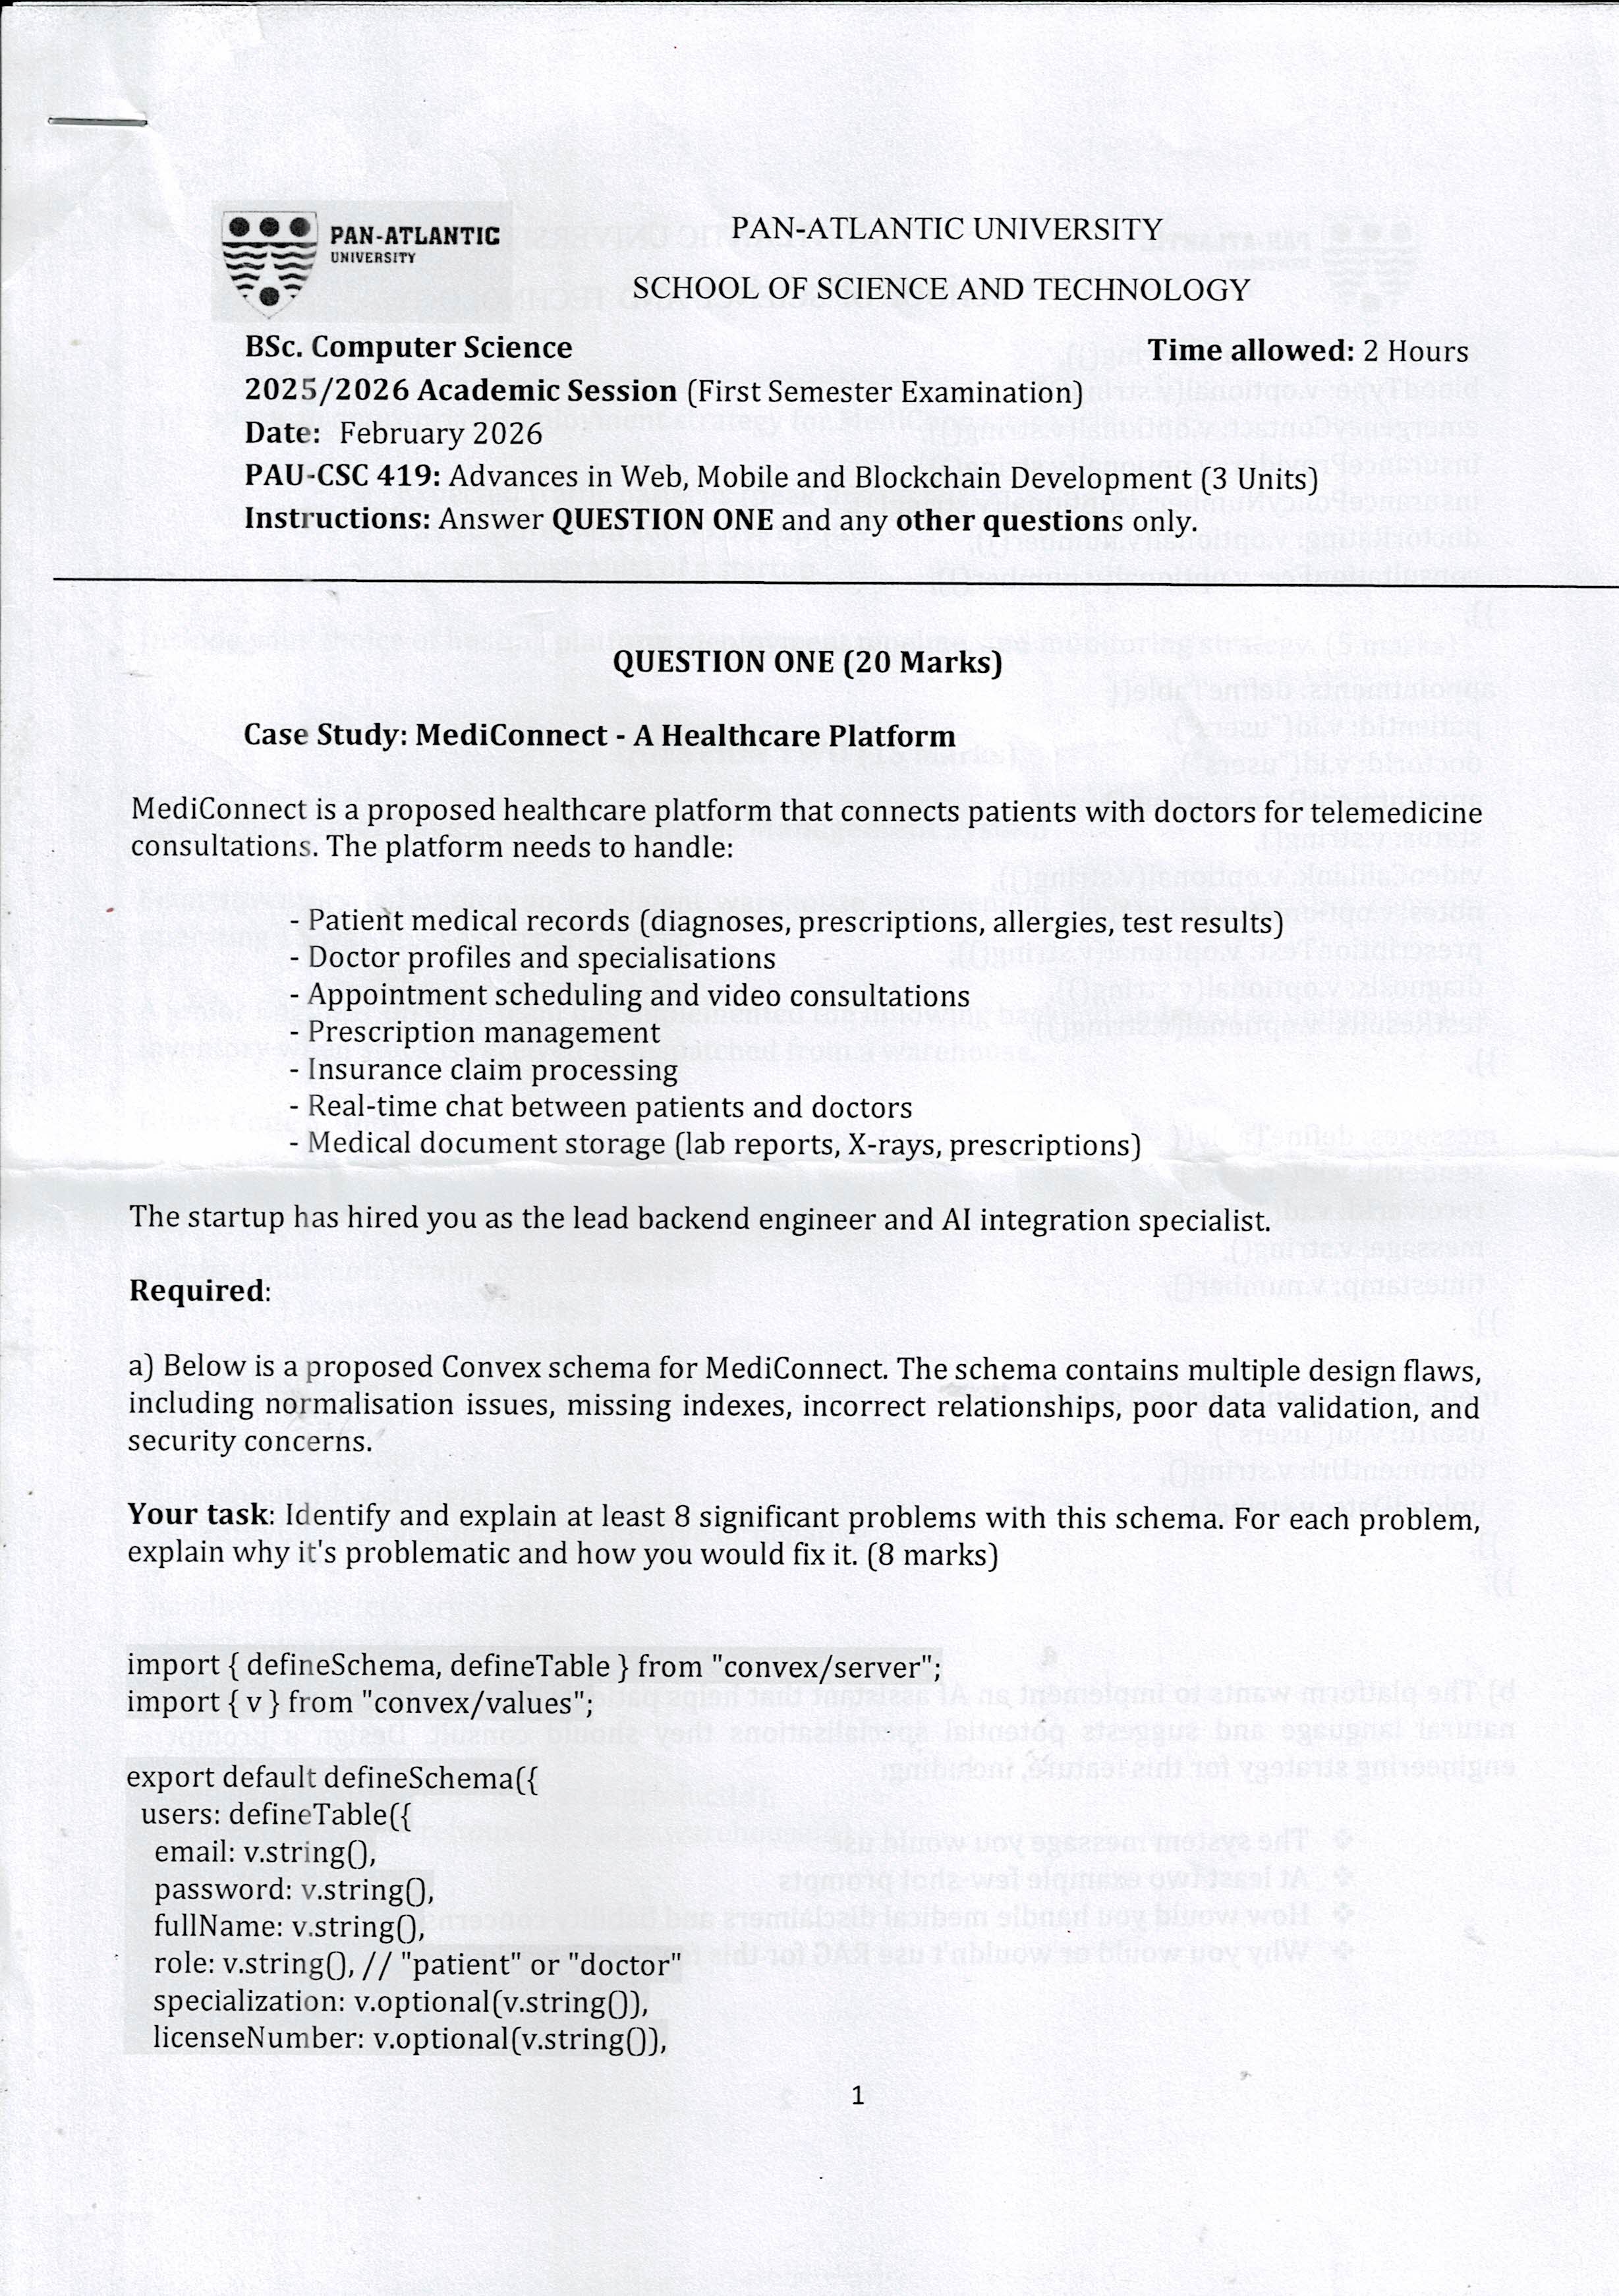 PAN-ATLANTIC
UNIVERSITY
PAN-ATLANTIC UNIVERSITY
SCHOOL OF SCIENCE AND TECHNOLOGY
BSc. Computer Science Time allowed: 2 Hours
2025/2026 Academic Session (First Semester Examination)
Date: February 2026
PAU-CSC 419: Advances in Web, Mobile and Blockchain Development (3 Units)
Instructions: Answer QUESTION ONE and any other questions only.
QUESTION ONE (20 Marks)
Case Study: MediConnect - A Healthcare Platform
MediConnect is a proposed healthcare platform that connects patients with doctors for telemedicine
consultations. The platform needs to handle:
- Patient medical records (diagnoses, prescriptions, allergies, test results)
- Doctor profiles and specialisations
- Appointment scheduling and video consultations
- Prescription management
- Insurance claim processing
- Real-time chat between patients and doctors
- Medical document storage (lab reports, X-rays, prescriptions)
The startup has hired you as the lead backend engineer and AI integration specialist.
Required:
a) Below is a proposed Convex schema for MediConnect. The schema contains multiple design flaws,
including normalisation issues, missing indexes, incorrect relationships, poor data validation, and
security concerns.
Your task: Identify and explain at least 8 significant problems with this schema. For each problem,
explain why it's problematic and how you would fix it. (8 marks)
import { defineSchema, defineTable } from "convex/server";
import { v } from "convex/values";
export default defineSchema({
users: defineTable({
email: v.string(),
password: v.string(),
fullName: v.string(),
role: v.string(), // "patient" or "doctor"
specialization: v.optional(v.string()),
licenseNumber: v.optional(v.string()),
1